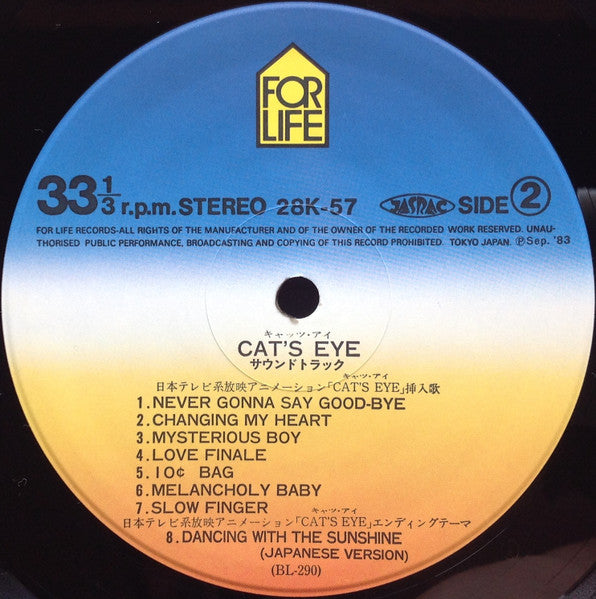 FOR
LIFE
33 1/3 r.p.m. STEREO 28K-57 JASRAC SIDE 2
FOR LIFE RECORDS-ALL RIGHTS OF THE MANUFACTURER AND OF THE OWNER OF THE RECORDED WORK RESERVED. UNAU-
THORISED PUBLIC PERFORMANCE, BROADCASTING AND COPYING OF THIS RECORD PROHIBITED. TOKYO JAPAN. ℗Sep. '83
キャッツ・アイ
CAT'S EYE
サウンドトラック
キャッツ・アイ
日本テレビ系放映アニメーション「CAT'S EYE」挿入歌
1.NEVER GONNA SAY GOOD-BYE
2.CHANGING MY HEART
3.MYSTERIOUS BOY
4.LOVE FINALE
5.10¢ BAG
6.MELANCHOLY BABY
7.SLOW FINGER
キャッツ・アイ
日本テレビ系放映アニメーション「CAT'S EYE」エンディングテーマ
8.DANCING WITH THE SUNSHINE
(JAPANESE VERSION)
(BL-290)